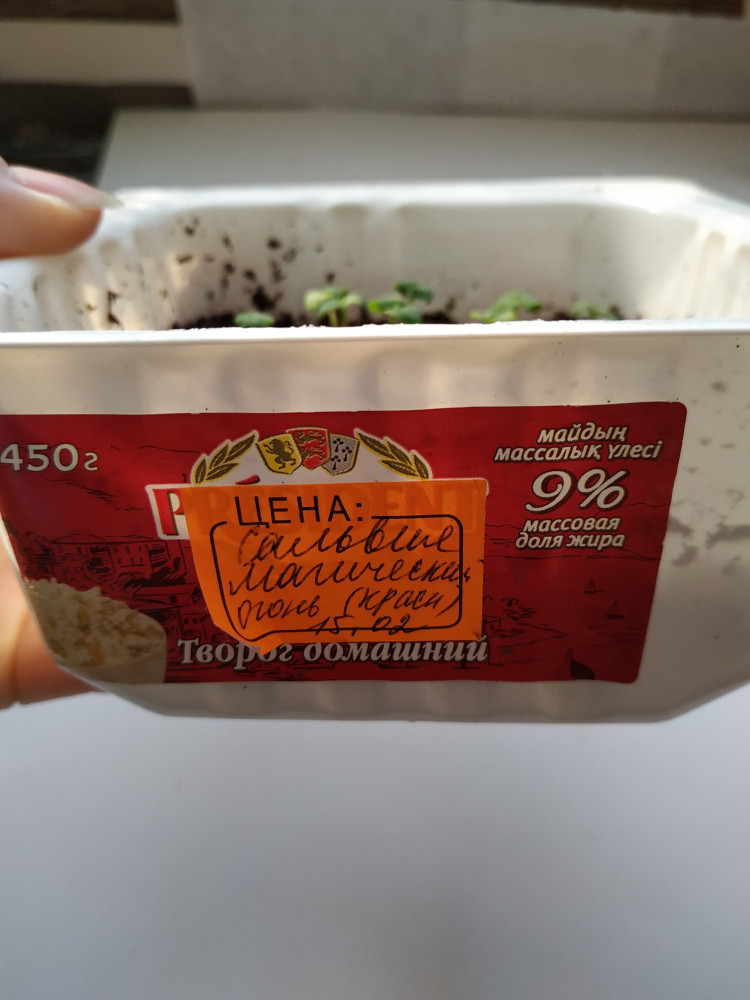 450г
майдың
массалық үлесі
9%
массовая
доля жира
ЦЕНА:
Сальвия
Магический
огонь (красн)
15.02
Творог домашний